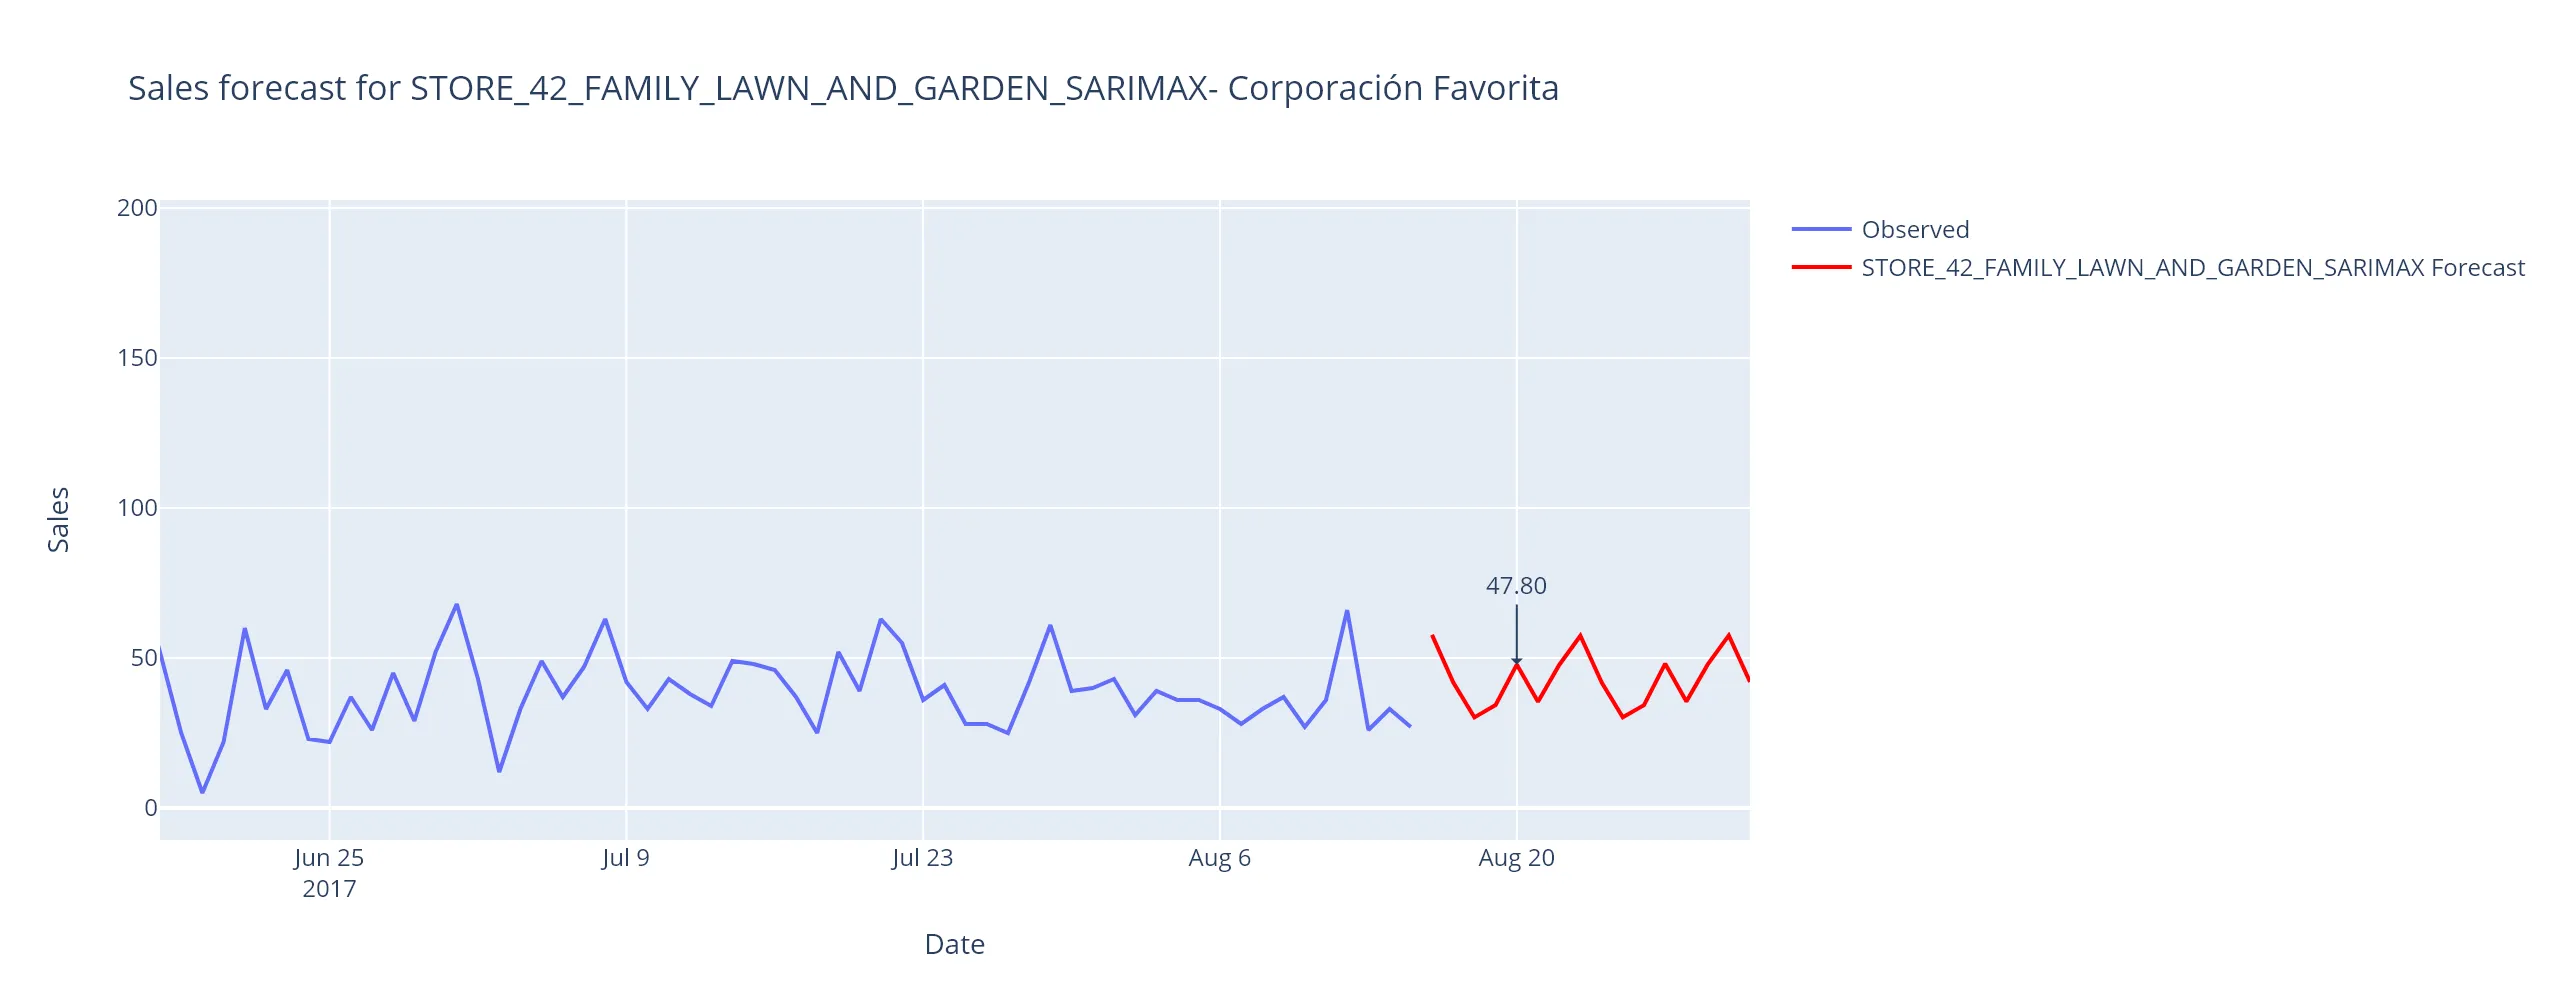 Sales forecast for STORE_42_FAMILY_LAWN_AND_GARDEN_SARIMAX- Corporación Favorita
200
150
100
50
0
Sales
47.80
Jun 25
2017
Jul 9
Jul 23
Aug 6
Aug 20
Date
Observed
STORE_42_FAMILY_LAWN_AND_GARDEN_SARIMAX Forecast